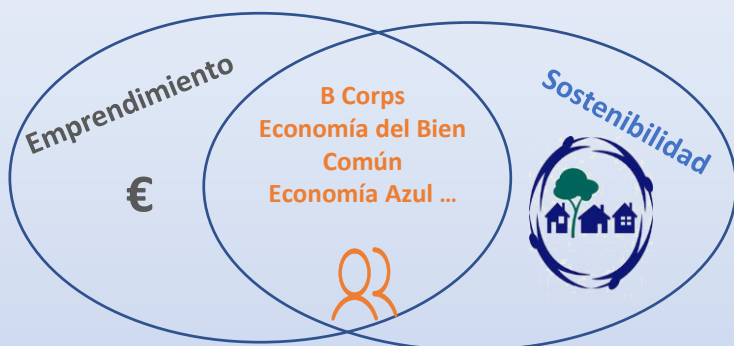 Emprendimiento
€
B Corps
Economía del Bien
Común
Economía Azul ...
Sostenibilidad